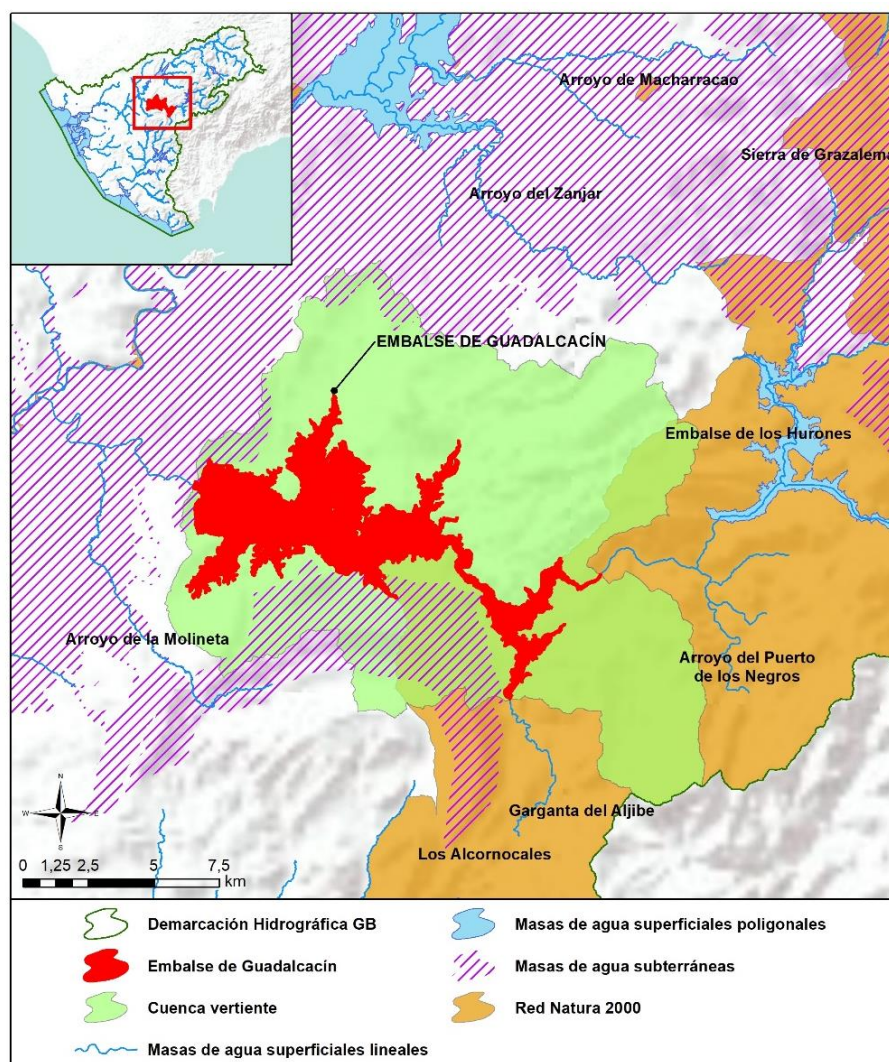 Arroyo de Macharracao
Sierra de Grazalema
Arroyo del Zanjar
EMBALSE DE GUADALCACÍN
Embalse de los Hurones
Arroyo de la Molineta
Arroyo del Puerto
de los Negros
N
W
E
S
Garganta del Aljibe
Los Alcornocales
0 1,25 2,5 5 7,5
km
Demarcación Hidrográfica GB
Masas de agua superficiales poligonales
Embalse de Guadalcacín
Masas de agua subterráneas
Cuenca vertiente
Red Natura 2000
Masas de agua superficiales lineales